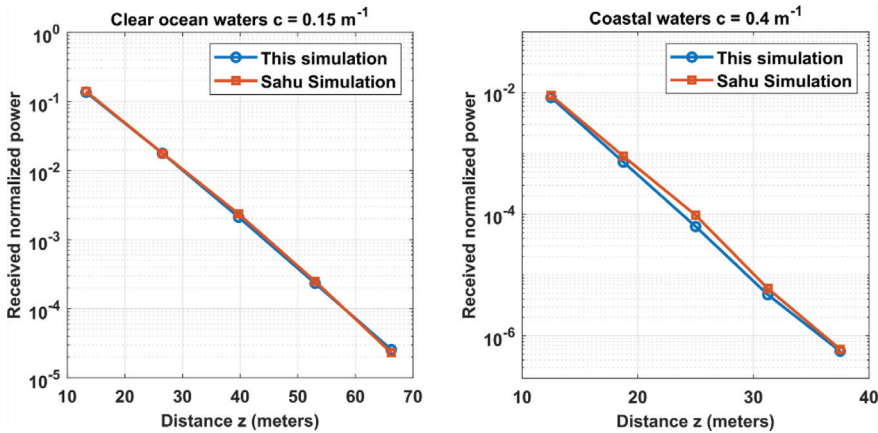 Clear ocean waters c = 0.15 m⁻¹
Received normalized power
10⁰
10⁻¹
10⁻²
10⁻³
10⁻⁴
10⁻⁵
This simulation
Sahu Simulation
10 20 30 40 50 60 70
Distance z (meters)
Coastal waters c = 0.4 m⁻¹
Received normalized power
10⁻²
10⁻⁴
10⁻⁶
This simulation
Sahu Simulation
10 20 30 40
Distance z (meters)